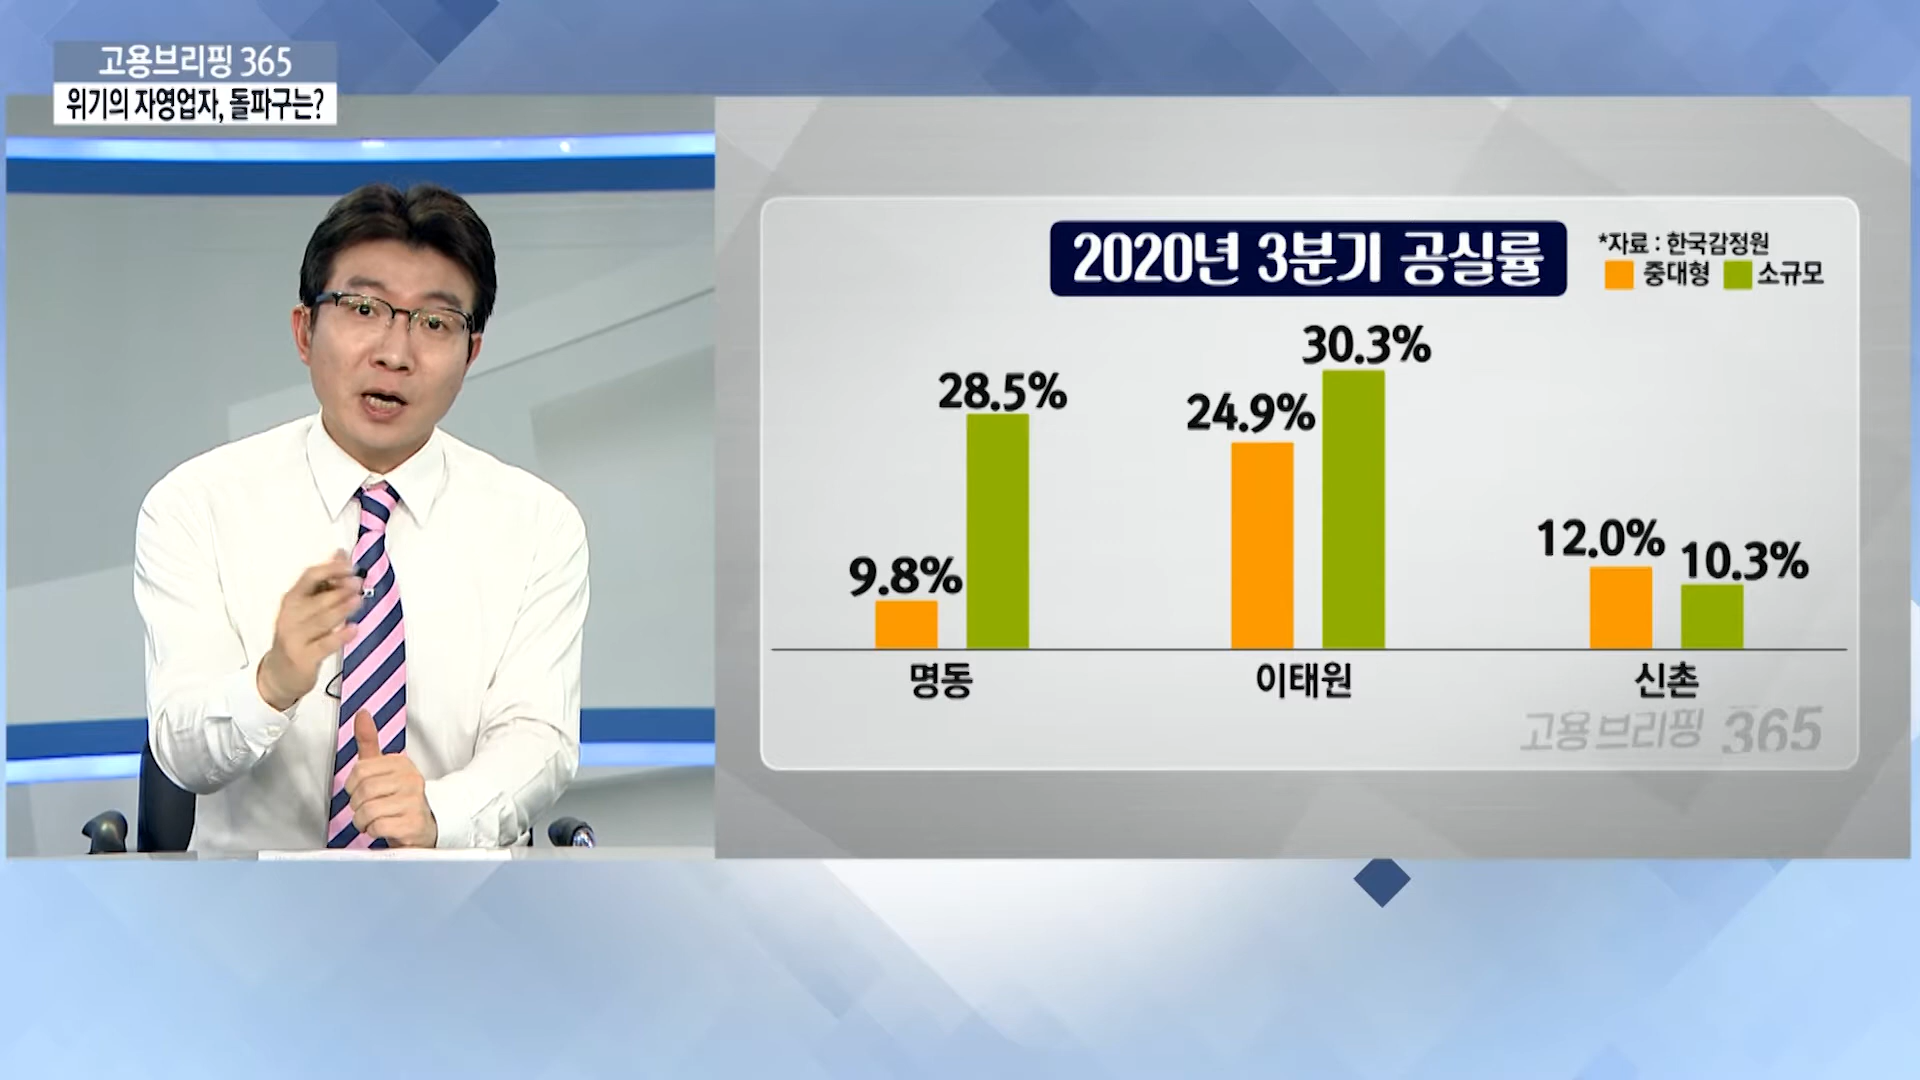 고용브리핑 365
위기의 자영업자, 돌파구는?
2020년 3분기 공실률
*자료 : 한국감정원
중대형 소규모
9.8%
28.5%
24.9%
30.3%
12.0%
10.3%
명동
이태원
신촌
고용브리핑 365